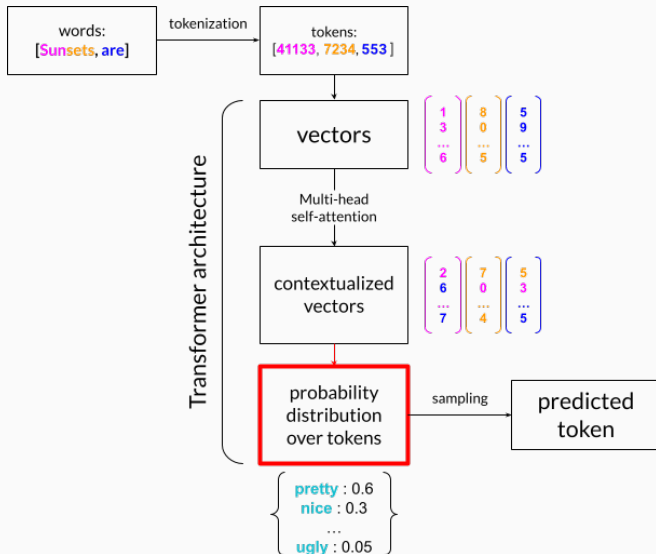 words:
[Sunsets, are]
tokenization
tokens:
[41133, 7234, 553 ]
Transformer architecture
vectors
1 8 5
3 0 9
... ... ...
6 5 5
Multi-head
self-attention
contextualized
vectors
2 7 5
6 0 3
... ... ...
7 4 5
probability
distribution
over tokens
sampling
predicted
token
pretty : 0.6
nice : 0.3
...
ugly : 0.05